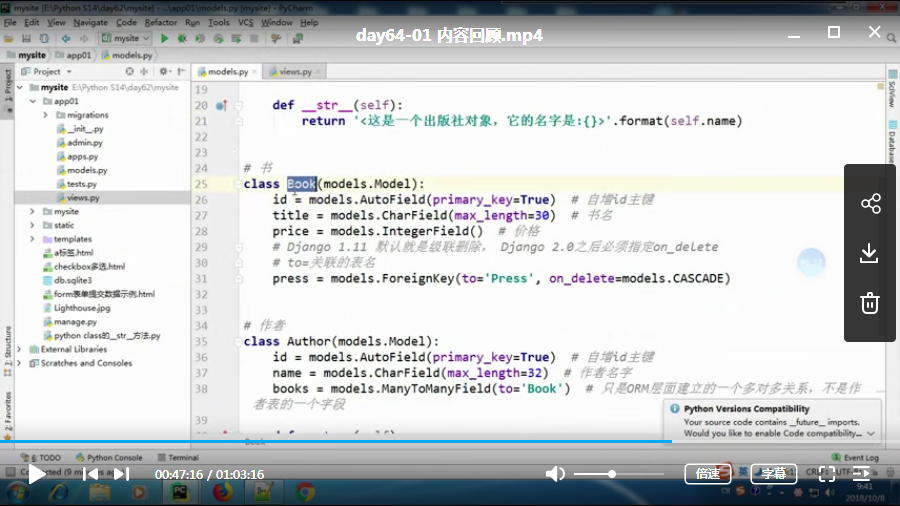 mysite [E:\Python S14\day62\mysite] - ...\app01\models.py [mysite] - PyCharm
File Edit View Navigate Code Refactor Run Tools VCS Window Help
day64-01 内容回顾.mp4
mysite
mysite app01 models.py
Project
models.py views.py
mysite E:\Python S14\day62\mysite
app01
migrations
__init__.py
admin.py
apps.py
models.py
tests.py
views.py
mysite
static
templates
a标签.html
checkbox多选.html
db.sqlite3
form表单提交数据示例.html
Lighthouse.jpg
manage.py
python class的__str__方法.py
External Libraries
Scratches and Consoles
1: Project
7: Structure
2: Favorites
SciView
Database
19
20 def __str__(self):
21 return '<这是一个出版社对象，它的名字是:{}>'.format(self.name)
22
23
24 # 书
25 class Book(models.Model):
26 id = models.AutoField(primary_key=True) # 自增id主键
27 title = models.CharField(max_length=30) # 书名
28 price = models.IntegerField() # 价格
29 # Django 1.11 默认就是级联删除， Django 2.0之后必须指定on_delete
30 # to=关联的表名
31 press = models.ForeignKey(to='Press', on_delete=models.CASCADE)
32
33
34 # 作者
35 class Author(models.Model):
36 id = models.AutoField(primary_key=True) # 自增id主键
37 name = models.CharField(max_length=32) # 作者名字
38 books = models.ManyToManyField(to='Book') # 只是ORM层面建立的一个多对多关系，不是作
者表的一个字段
39
Book
Python Versions Compatibility
Your source code contains __future__ imports.
Would you like to enable Code compatibility...
6: TODO Python Console Terminal Event Log
00:47:16 / 01:03:16
倍速 字幕
9:41
2018/10/8